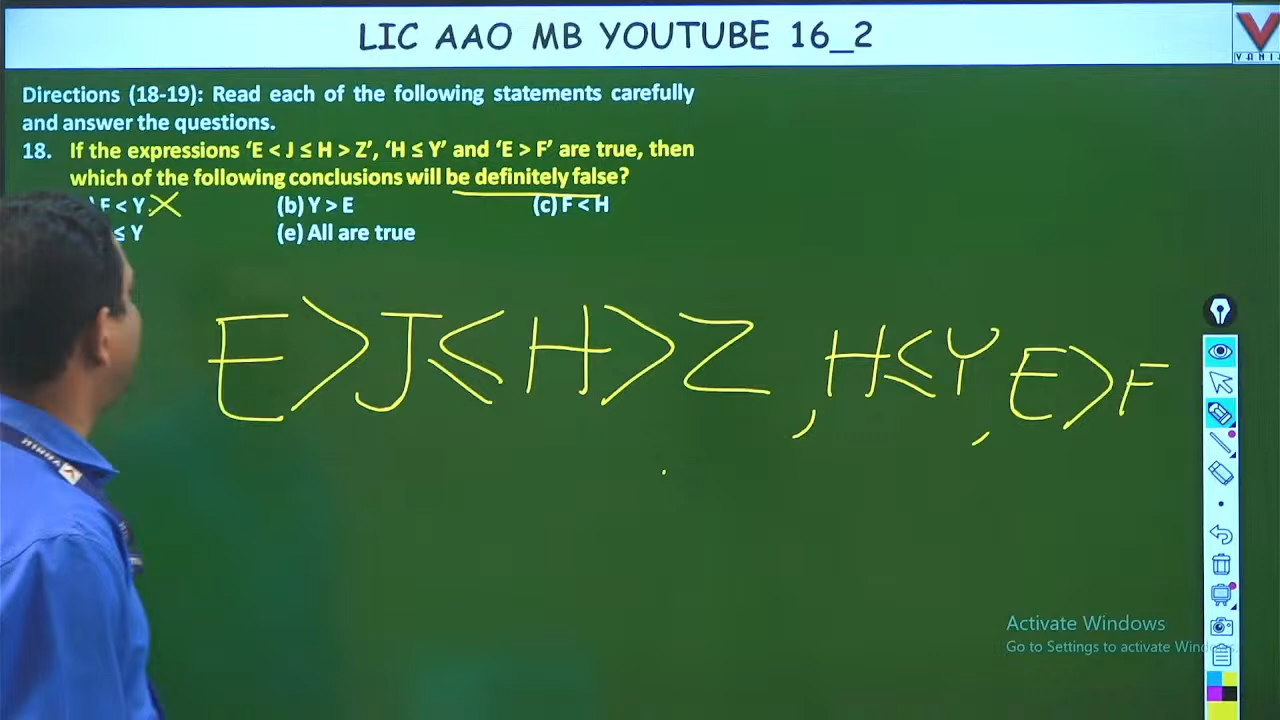 LIC AAO MB YOUTUBE 16_2
VANI
Directions (18-19): Read each of the following statements carefully
and answer the questions.
18. If the expressions ‘E < J ≤ H > Z’, ‘H ≤ Y’ and ‘E > F’ are true, then
which of the following conclusions will be definitely false?
F < Y (b) Y > E (c) F < H
≤ Y (e) All are true
E > J ≤ H > Z , H ≤ Y , E > F
Activate Windows
Go to Settings to activate Windows.